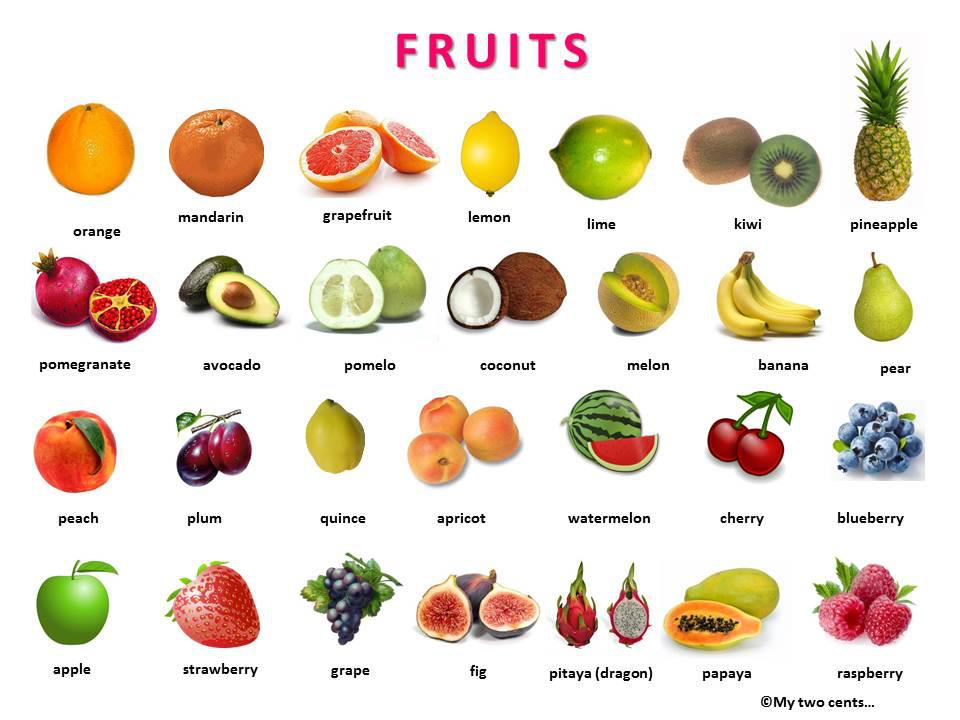 FRUITS
orange
mandarin
grapefruit
lemon
lime
kiwi
pineapple
pomegranate
avocado
pomelo
coconut
melon
banana
pear
peach
plum
quince
apricot
watermelon
cherry
blueberry
apple
strawberry
grape
fig
pitaya (dragon)
papaya
raspberry
©My two cents...